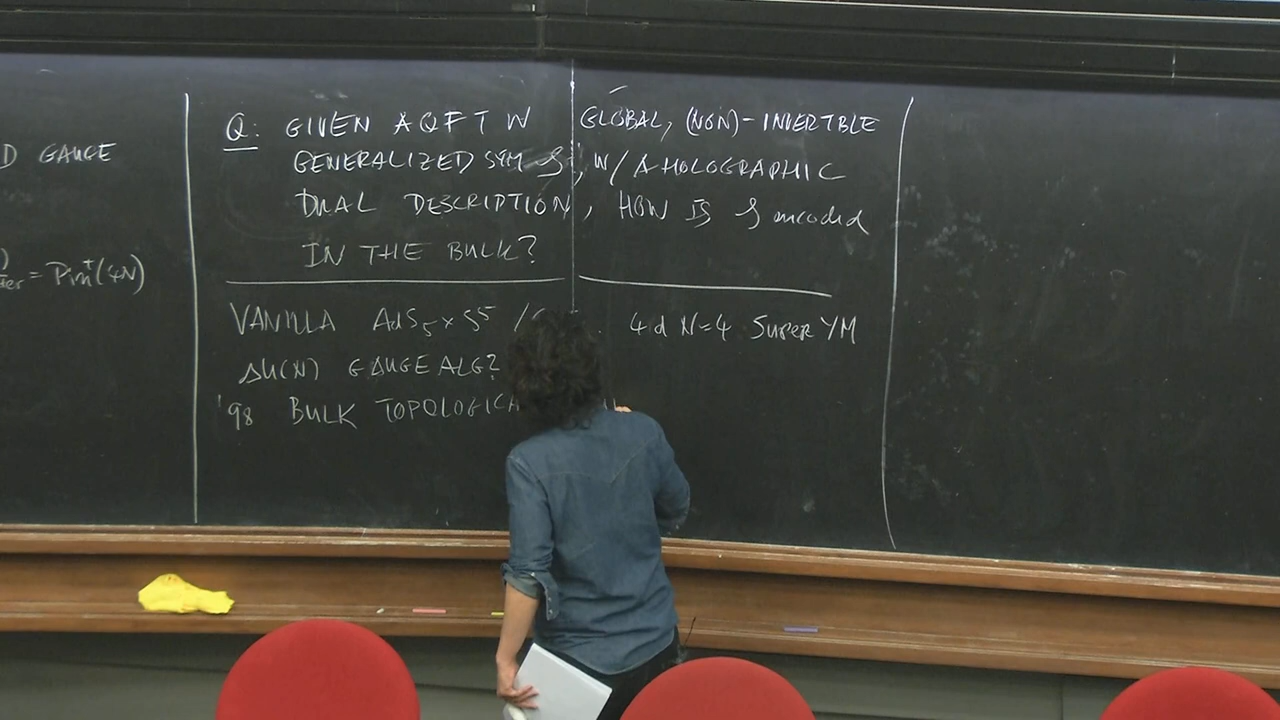 D GAUGE
= Pin⁺(4N)
Q: GIVEN A QFT W GLOBAL, (NON)-INVERTBLE
GENERALIZED SYM S, W/ A HOLOGRAPHIC
DUAL DESCRIPTION, HOW IS S encoded
IN THE BULK?
VANILLA AdS₅ x S⁵ / 4d N=4 Super YM
su(N) GAUGE ALG?
'98 BULK TOPOLOGICA